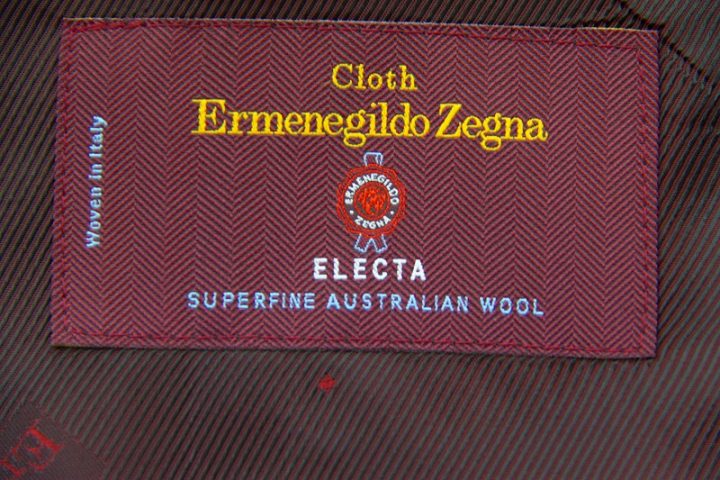 Cloth
Ermenegildo Zegna
Woven in Italy
ERMENEGILDO
ZEGNA
ELECTA
SUPERFINE AUSTRALIAN WOOL